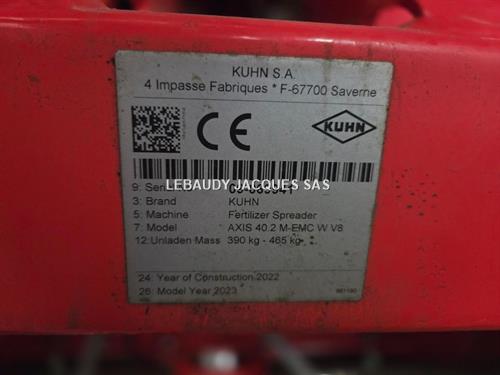 KUHN S.A.
4 Impasse Fabriques * F-67700 Saverne
CE
KUHN
LEBAUDY JACQUES SAS
3: Brand KUHN
5: Machine Fertilizer Spreader
7: Model AXIS 40.2 M-EMC W V8
12: Unladen Mass 390 kg - 465 kg
24: Year of Construction 2022
26: Model Year 2023